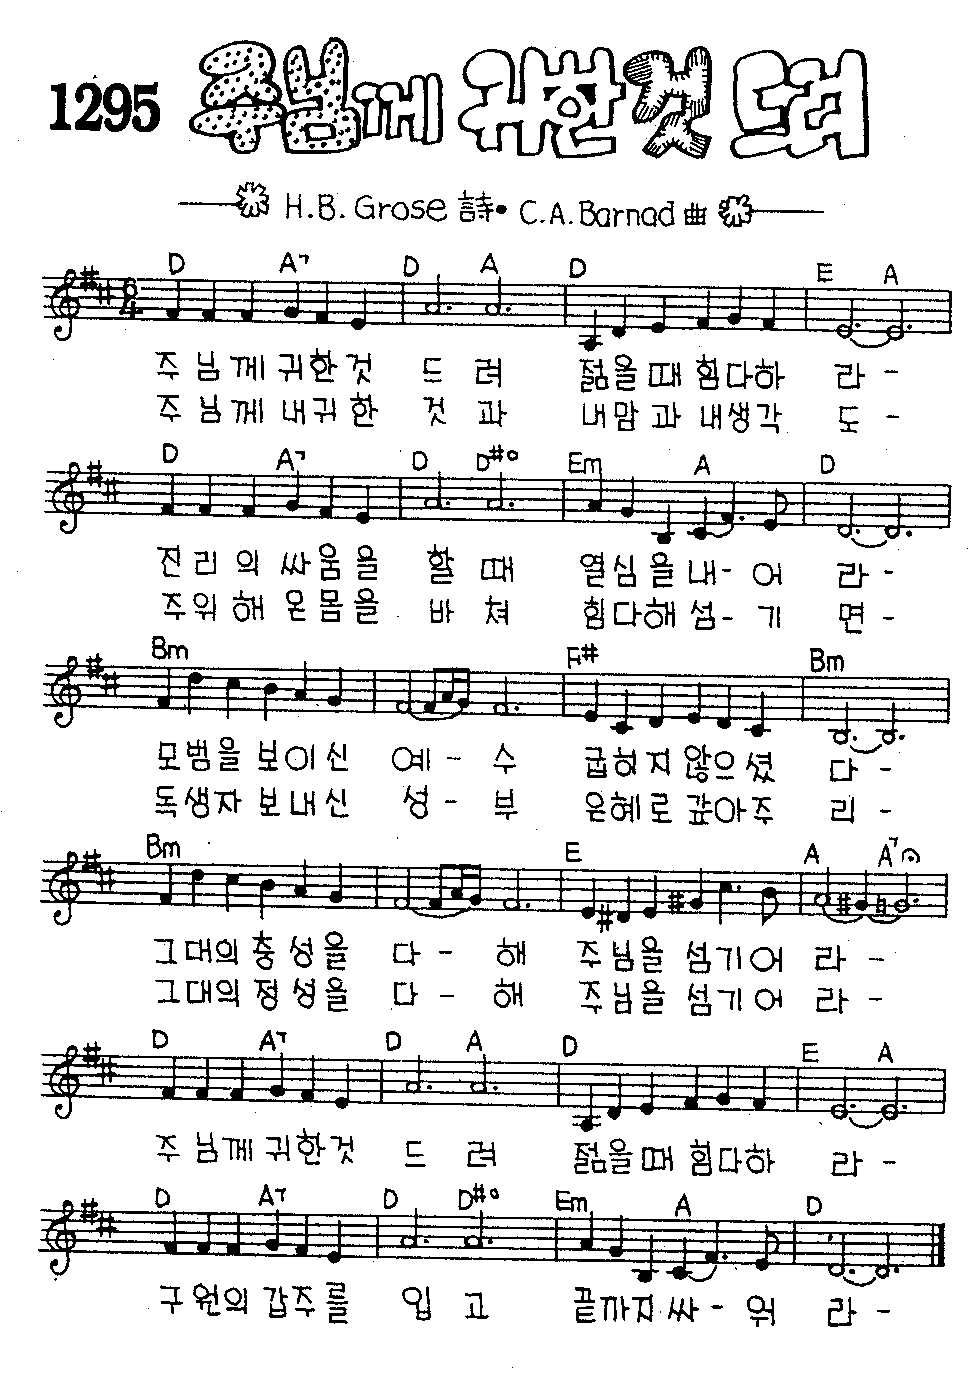 1295 주님께 귀한것 드려
H.B. Grose 詩• C.A. Barnad 曲
D A7 D A D E A
6/4
주님께귀한것 드 려 젊을때힘다하 라 -
주님께내귀한 것 과 내맘과내생각 도 -
D A7 D D#o Em A D
진리의싸움을 할 때 열심을내-어 라 -
주위해온몸을 바 쳐 힘다해섬-기 면 -
Bm F# Bm
모범을보이신 예 - 수 굽히지않으셨 다 -
독생자보내신 성 - 부 은혜로갚아주 리 -
Bm E A A7
그대의충성을 다 - 해 주님을섬기어 라 -
그대의정성을 다 - 해 주님을섬기어 라 -
D A7 D A D E A
주님께귀한것 드 려 젊을때힘다하 라 -
D A7 D D#o Em A D
구원의갑주를 입 고 끝까지싸-워 라 -